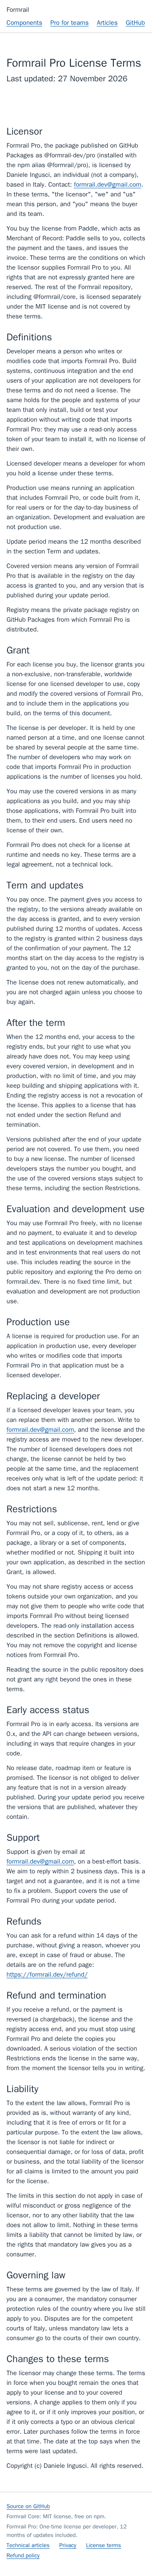 Formrail
Components Pro for teams Articles GitHub
Formrail Pro License Terms
Last updated: 27 November 2026
Licensor
Formrail Pro, the package published on GitHub
Packages as @formrail-dev/pro (installed with
the npm alias @formrail/pro), is licensed by
Daniele Ingusci, an individual (not a company),
based in Italy. Contact: formrail.dev@gmail.com.
In these terms, "the licensor", "we" and "us"
mean this person, and "you" means the buyer
and its team.
You buy the license from Paddle, which acts as
Merchant of Record: Paddle sells to you, collects
the payment and the taxes, and issues the
invoice. These terms are the conditions on which
the licensor supplies Formrail Pro to you. All
rights that are not expressly granted here are
reserved. The rest of the Formrail repository,
including @formrail/core, is licensed separately
under the MIT license and is not covered by
these terms.
Definitions
Developer means a person who writes or
modifies code that imports Formrail Pro. Build
systems, continuous integration and the end
users of your application are not developers for
these terms and do not need a license. The
same holds for the people and services of your
team that only install, build or test your
application without writing code that imports
Formrail Pro: they may use a read-only access
token of your team to install it, with no license of
their own.
Licensed developer means a developer for whom
you hold a license under these terms.
Production use means running an application
that includes Formrail Pro, or code built from it,
for real users or for the day-to-day business of
an organization. Development and evaluation are
not production use.
Update period means the 12 months described
in the section Term and updates.
Covered version means any version of Formrail
Pro that is available in the registry on the day
access is granted to you, and any version that is
published during your update period.
Registry means the private package registry on
GitHub Packages from which Formrail Pro is
distributed.
Grant
For each license you buy, the licensor grants you
a non-exclusive, non-transferable, worldwide
license for one licensed developer to use, copy
and modify the covered versions of Formrail Pro,
and to include them in the applications you
build, on the terms of this document.
The license is per developer. It is held by one
named person at a time, and one license cannot
be shared by several people at the same time.
The number of developers who may work on
code that imports Formrail Pro in production
applications is the number of licenses you hold.
You may use the covered versions in as many
applications as you build, and you may ship
those applications, with Formrail Pro built into
them, to their end users. End users need no
license of their own.
Formrail Pro does not check for a license at
runtime and needs no key. These terms are a
legal agreement, not a technical lock.
Term and updates
You pay once. The payment gives you access to
the registry, to the versions already available on
the day access is granted, and to every version
published during 12 months of updates. Access
to the registry is granted within 2 business days
of the confirmation of your payment. The 12
months start on the day access to the registry is
granted to you, not on the day of the purchase.
The license does not renew automatically, and
you are not charged again unless you choose to
buy again.
After the term
When the 12 months end, your access to the
registry ends, but your right to use what you
already have does not. You may keep using
every covered version, in development and in
production, with no limit of time, and you may
keep building and shipping applications with it.
Ending the registry access is not a revocation of
the license. This applies to a license that has
not ended under the section Refund and
termination.
Versions published after the end of your update
period are not covered. To use them, you need
to buy a new license. The number of licensed
developers stays the number you bought, and
the use of the covered versions stays subject to
these terms, including the section Restrictions.
Evaluation and development use
You may use Formrail Pro freely, with no license
and no payment, to evaluate it and to develop
and test applications on development machines
and in test environments that real users do not
use. This includes reading the source in the
public repository and exploring the Pro demo on
formrail.dev. There is no fixed time limit, but
evaluation and development are not production
use.
Production use
A license is required for production use. For an
application in production use, every developer
who writes or modifies code that imports
Formrail Pro in that application must be a
licensed developer.
Replacing a developer
If a licensed developer leaves your team, you
can replace them with another person. Write to
formrail.dev@gmail.com, and the license and the
registry access are moved to the new developer.
The number of licensed developers does not
change, the license cannot be held by two
people at the same time, and the replacement
receives only what is left of the update period: it
does not start a new 12 months.
Restrictions
You may not sell, sublicense, rent, lend or give
Formrail Pro, or a copy of it, to others, as a
package, a library or a set of components,
whether modified or not. Shipping it built into
your own application, as described in the section
Grant, is allowed.
You may not share registry access or access
tokens outside your own organization, and you
may not give them to people who write code that
imports Formrail Pro without being licensed
developers. The read-only installation access
described in the section Definitions is allowed.
You may not remove the copyright and license
notices from Formrail Pro.
Reading the source in the public repository does
not grant any right beyond the ones in these
terms.
Early access status
Formrail Pro is in early access. Its versions are
0.x, and the API can change between versions,
including in ways that require changes in your
code.
No release date, roadmap item or feature is
promised. The licensor is not obliged to deliver
any feature that is not in a version already
published. During your update period you receive
the versions that are published, whatever they
contain.
Support
Support is given by email at
formrail.dev@gmail.com, on a best-effort basis.
We aim to reply within 2 business days. This is a
target and not a guarantee, and it is not a time
to fix a problem. Support covers the use of
Formrail Pro during your update period.
Refunds
You can ask for a refund within 14 days of the
purchase, without giving a reason, whoever you
are, except in case of fraud or abuse. The
details are on the refund page:
https://formrail.dev/refund/
Refund and termination
If you receive a refund, or the payment is
reversed (a chargeback), the license and the
registry access end, and you must stop using
Formrail Pro and delete the copies you
downloaded. A serious violation of the section
Restrictions ends the license in the same way,
from the moment the licensor tells you in writing.
Liability
To the extent the law allows, Formrail Pro is
provided as is, without warranty of any kind,
including that it is free of errors or fit for a
particular purpose. To the extent the law allows,
the licensor is not liable for indirect or
consequential damage, or for loss of data, profit
or business, and the total liability of the licensor
for all claims is limited to the amount you paid
for the license.
The limits in this section do not apply in case of
wilful misconduct or gross negligence of the
licensor, nor to any other liability that the law
does not allow to limit. Nothing in these terms
limits a liability that cannot be limited by law, or
the rights that mandatory law gives you as a
consumer.
Governing law
These terms are governed by the law of Italy. If
you are a consumer, the mandatory consumer
protection rules of the country where you live still
apply to you. Disputes are for the competent
courts of Italy, unless mandatory law lets a
consumer go to the courts of their own country.
Changes to these terms
The licensor may change these terms. The terms
in force when you bought remain the ones that
apply to your license and to your covered
versions. A change applies to them only if you
agree to it, or if it only improves your position, or
if it only corrects a typo or an obvious clerical
error. Later purchases follow the terms in force
at that time. The date at the top says when the
terms were last updated.
Copyright (c) Daniele Ingusci. All rights reserved.
Source on GitHub
Formrail Core: MIT license, free on npm.
Formrail Pro: One-time license per developer, 12
months of updates included.
Technical articles Privacy License terms
Refund policy